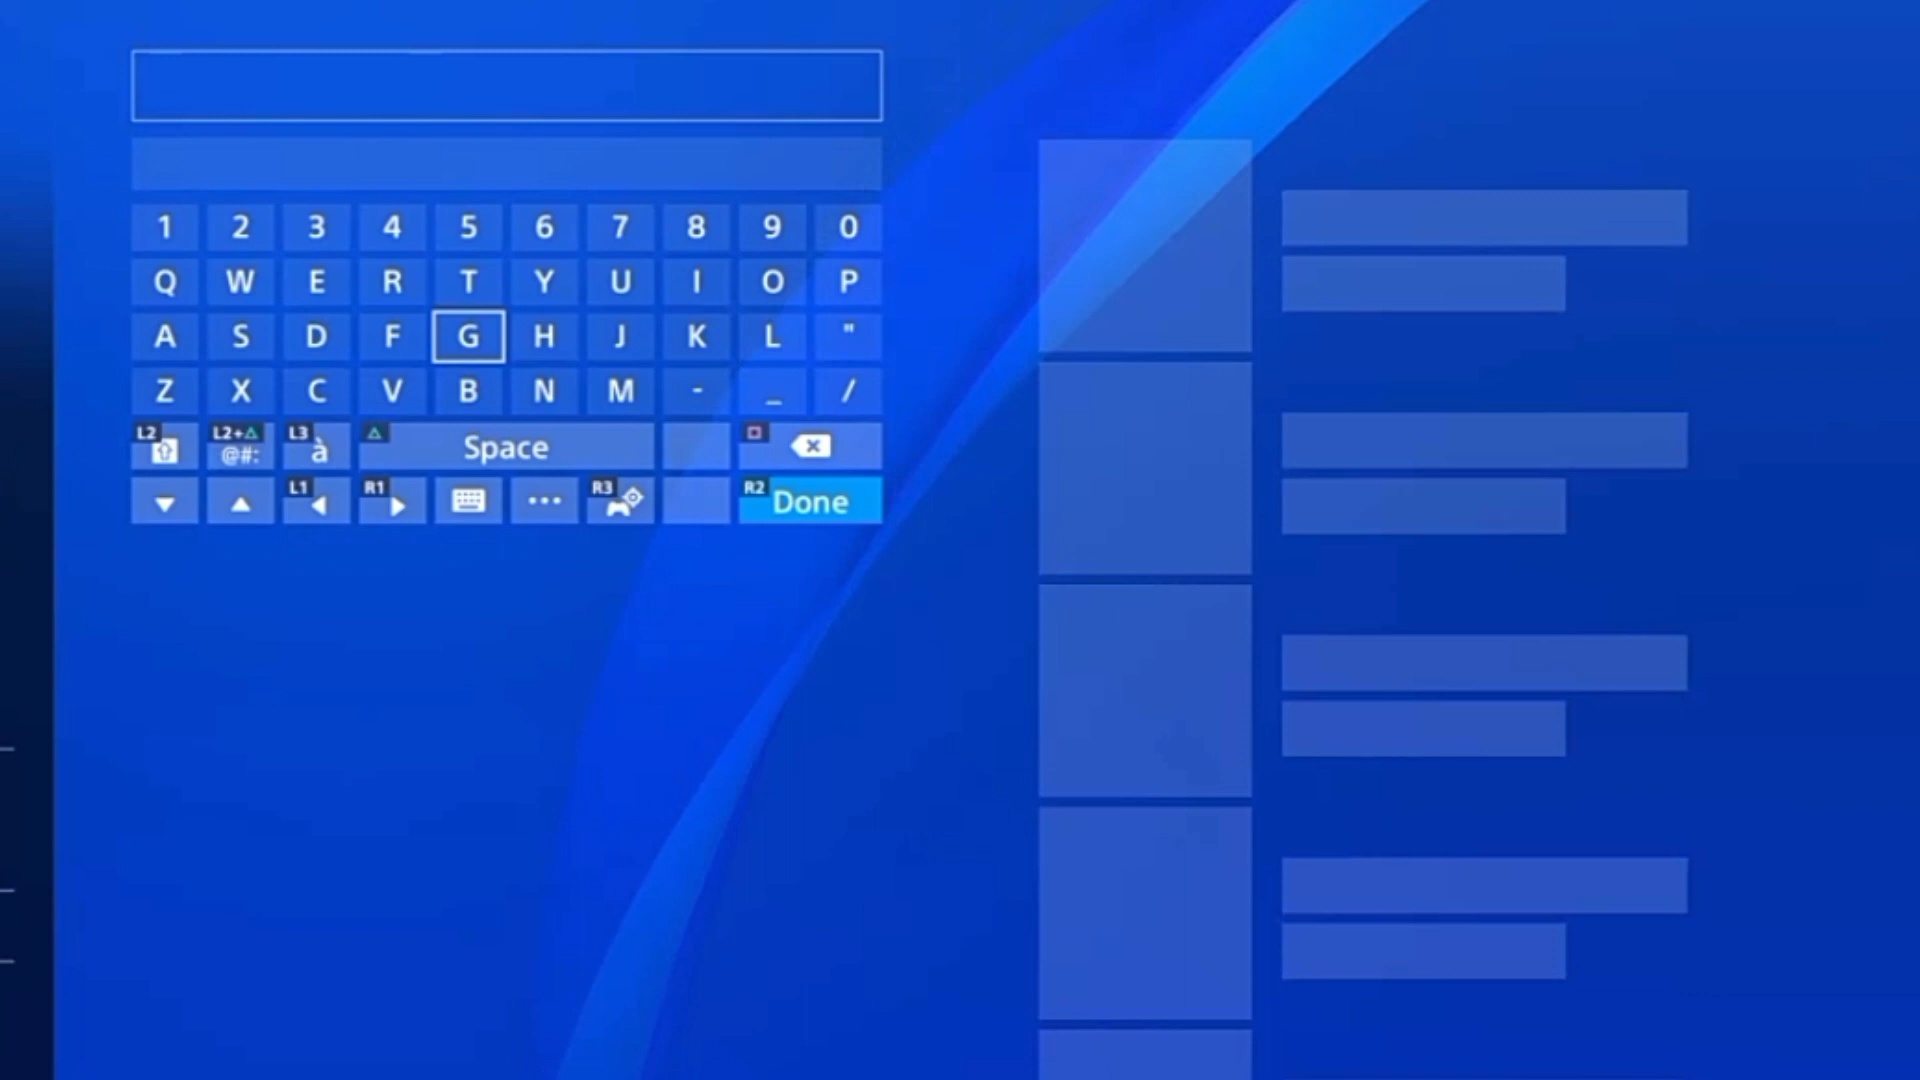 1 2 3 4 5 6 7 8 9 0
Q W E R T Y U I O P
A S D F G H J K L "
Z X C V B N M - _ /
L2 L2+△ @#: L3 à △ Space □
L1 R1 ... R3 R2 Done